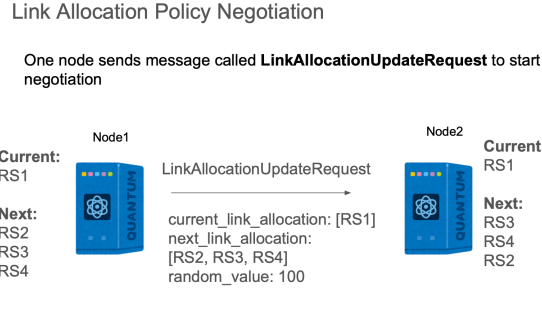 Link Allocation Policy Negotiation
One node sends message called LinkAllocationUpdateRequest to start
negotiation
Node1
Current:
RS1
Next:
RS2
RS3
RS4
QUANTUM
LinkAllocationUpdateRequest
current_link_allocation: [RS1]
next_link_allocation:
[RS2, RS3, RS4]
random_value: 100
Node2
QUANTUM
Current
RS1
Next:
RS3
RS4
RS2